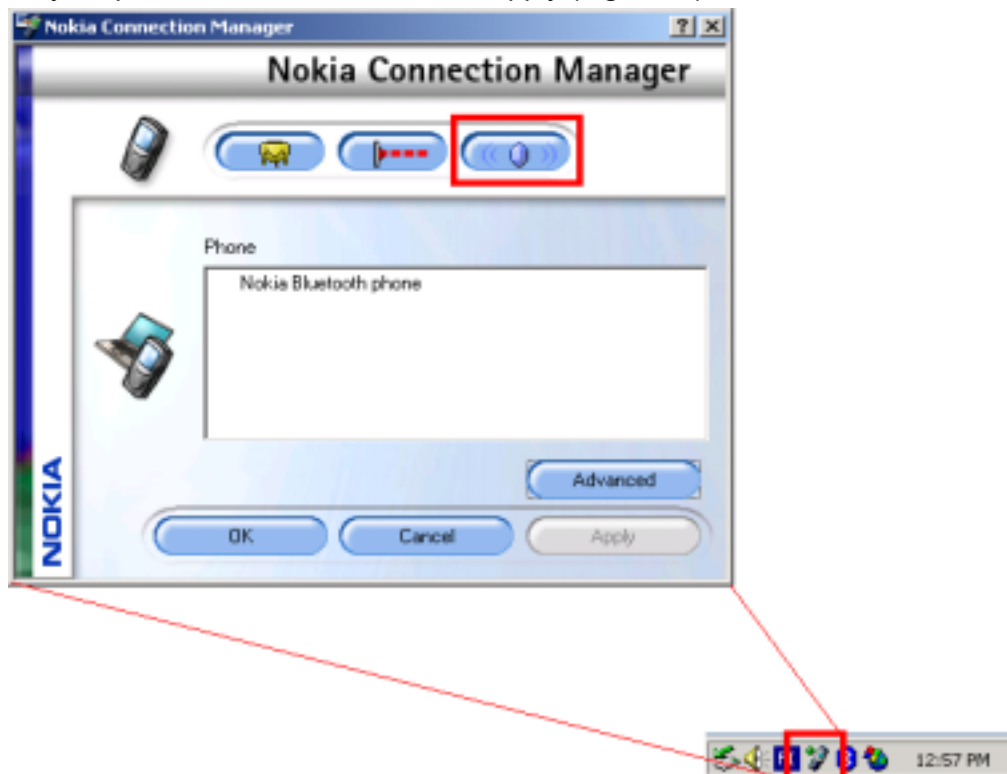 Nokia Connection Manager
Nokia Connection Manager
Phone
Nokia Bluetooth phone
Advanced
OK Cancel Apply
NOKIA
12:57 PM